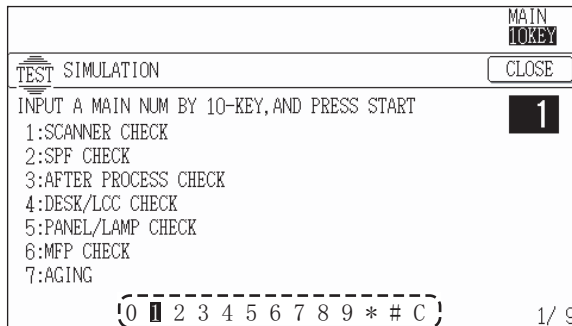 MAIN
10KEY
TEST SIMULATION CLOSE
INPUT A MAIN NUM BY 10-KEY,AND PRESS START 1
1:SCANNER CHECK
2:SPF CHECK
3:AFTER PROCESS CHECK
4:DESK/LCC CHECK
5:PANEL/LAMP CHECK
6:MFP CHECK
7:AGING
0 1 2 3 4 5 6 7 8 9 * # C 1/ 9